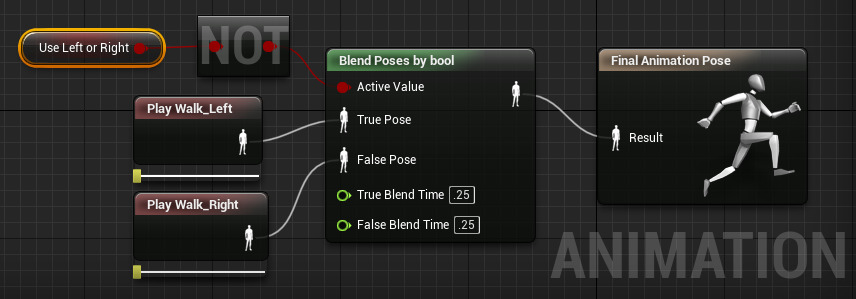 Use Left or Right
NOT
Blend Poses by bool
Final Animation Pose
Active Value
Play Walk_Left
True Pose
Result
False Pose
True Blend Time .25
Play Walk_Right
False Blend Time .25
ANIMATION